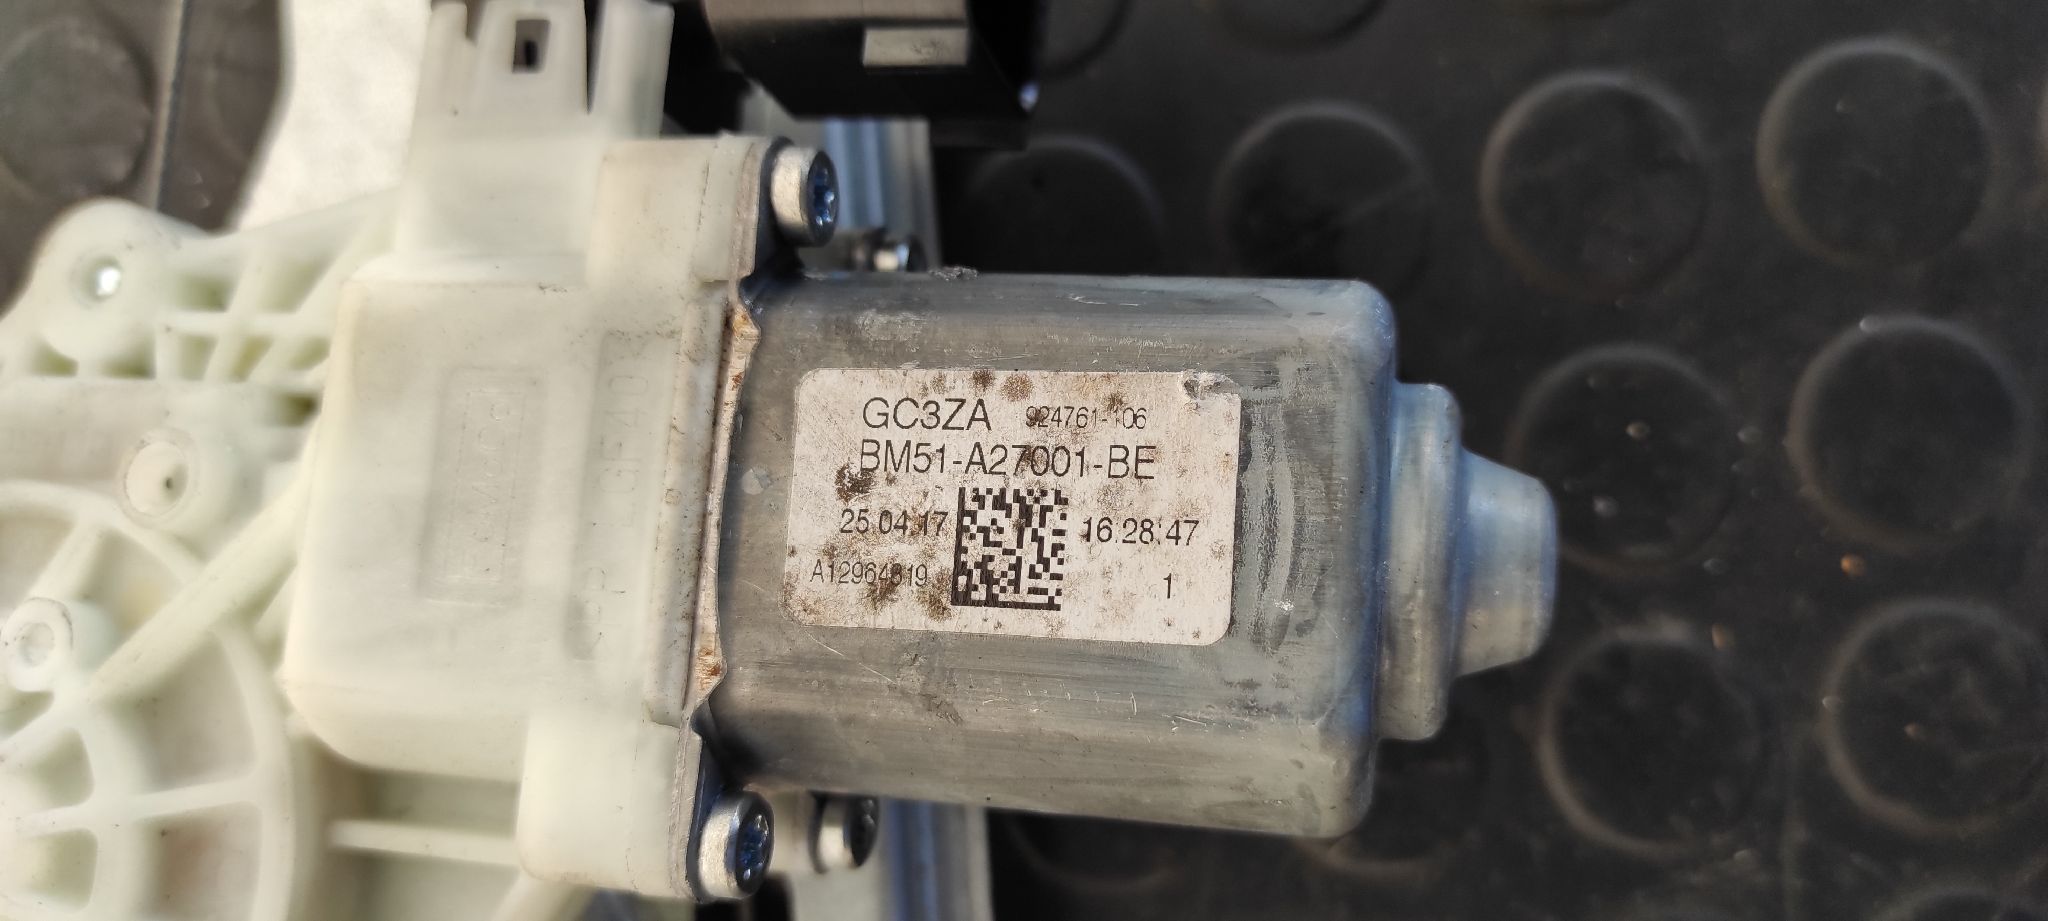 GC3ZA 924761-106
BM51-A27001-BE
25.04.17 16:28:47
A12964819 1